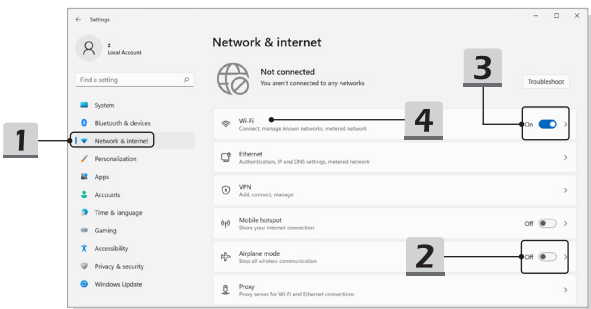 ← Settings
z
Local Account
Find a setting
System
Bluetooth & devices
Network & internet
Personalization
Apps
Accounts
Time & language
Gaming
Accessibility
Privacy & security
Windows Update
Network & internet
Not connected
You aren't connected to any networks
Troubleshoot
Wi-Fi
Connect, manage known networks, metered network
On
Ethernet
Authentication, IP and DNS settings, metered network
VPN
Add, connect, manage
Mobile hotspot
Share your internet connection
Off
Airplane mode
Stop all wireless communication
Off
Proxy
Proxy server for Wi-Fi and Ethernet connections
1
2
3
4